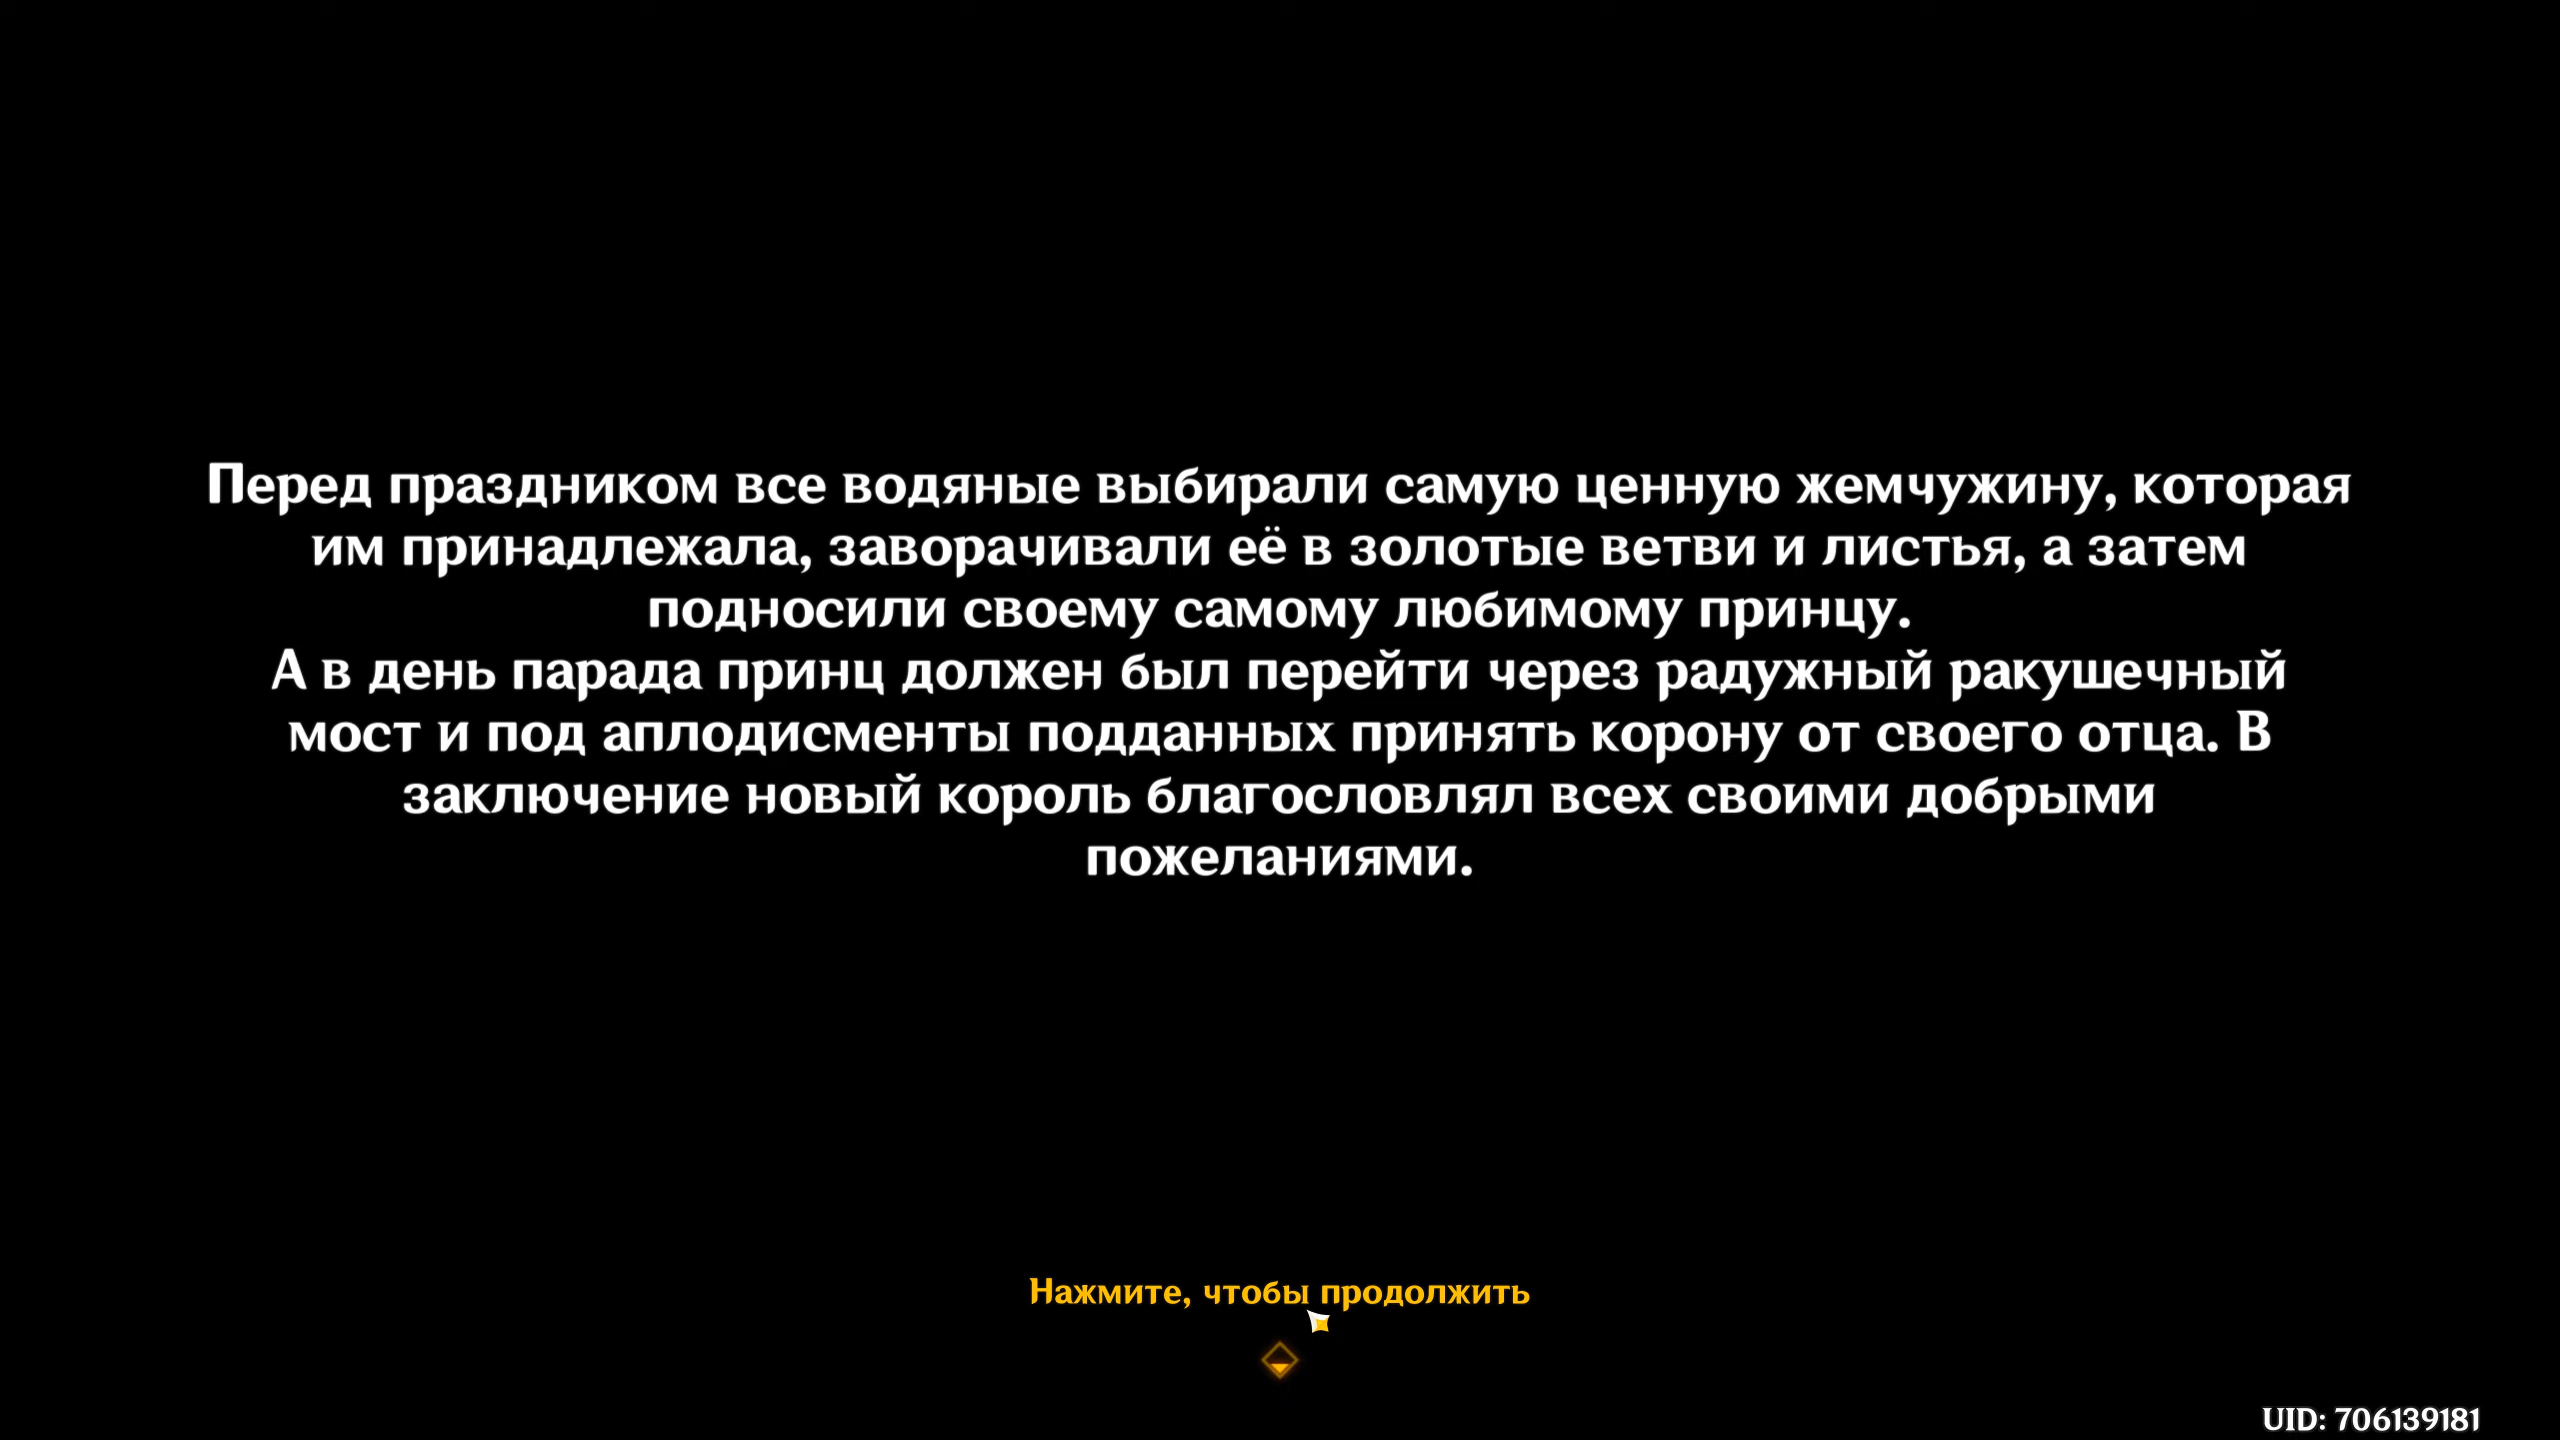 Перед праздником все водяные выбирали самую ценную жемчужину, которая
им принадлежала, заворачивали её в золотые ветви и листья, а затем
подносили своему самому любимому принцу.
А в день парада принц должен был перейти через радужный ракушечный
мост и под аплодисменты подданных принять корону от своего отца. В
заключение новый король благословлял всех своими добрыми
пожеланиями.
Нажмите, чтобы продолжить
UID: 706139181